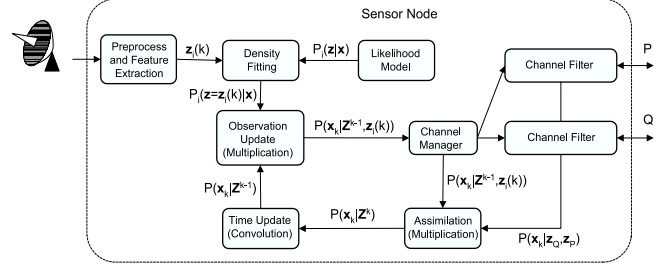 Sensor Node
Preprocess
and Feature
Extraction
z_i(k)
Density
Fitting
P_i(z|x)
Likelihood
Model
Channel Filter
P
P_i(z=z_i(k)|x)
Observation
Update
(Multiplication)
P(x_k|Z^{k-1},z_i(k))
Channel
Manager
Channel Filter
Q
P(x_k|Z^{k-1})
P(x_k|Z^{k-1},z_i(k))
Time Update
(Convolution)
P(x_k|Z^k)
Assimilation
(Multiplication)
P(x_k|z_Q,z_P)